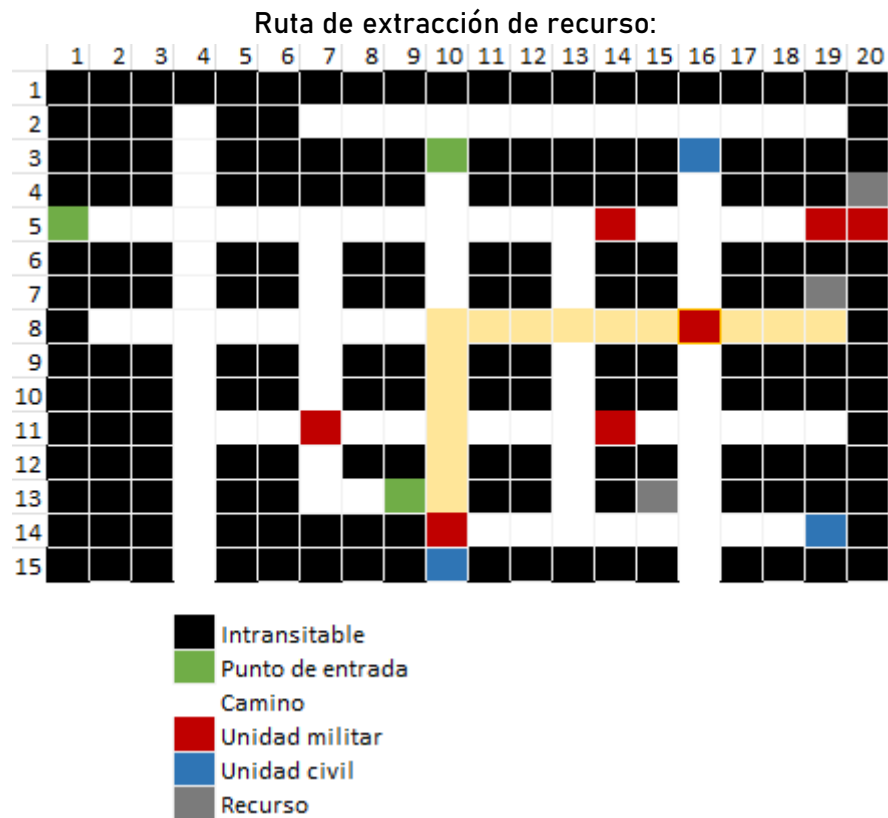 Ruta de extracción de recurso:
1 2 3 4 5 6 7 8 9 10 11 12 13 14 15 16 17 18 19 20
1
2
3
4
5
6
7
8
9
10
11
12
13
14
15
Intransitable
Punto de entrada
Camino
Unidad militar
Unidad civil
Recurso